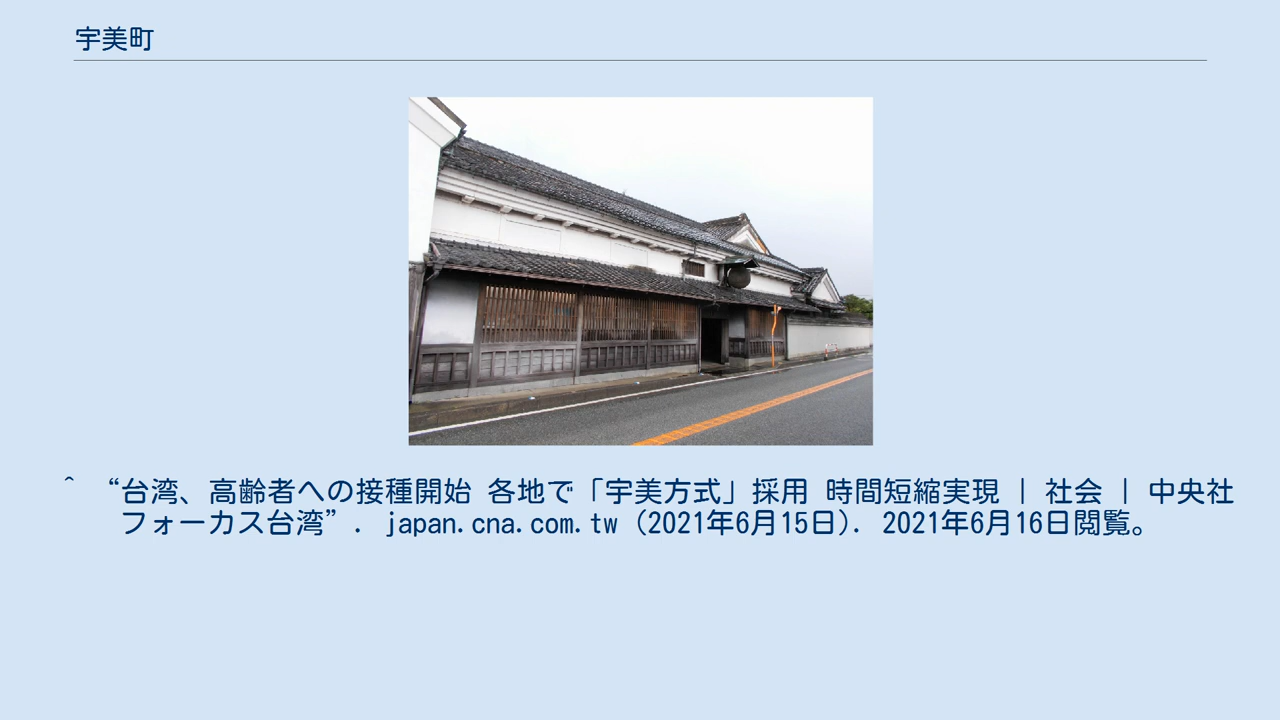 宇美町
^ “台湾、高齢者への接種開始 各地で「宇美方式」採用 時間短縮実現 | 社会 | 中央社
フォーカス台湾”. japan.cna.com.tw (2021年6月15日). 2021年6月16日閲覧。